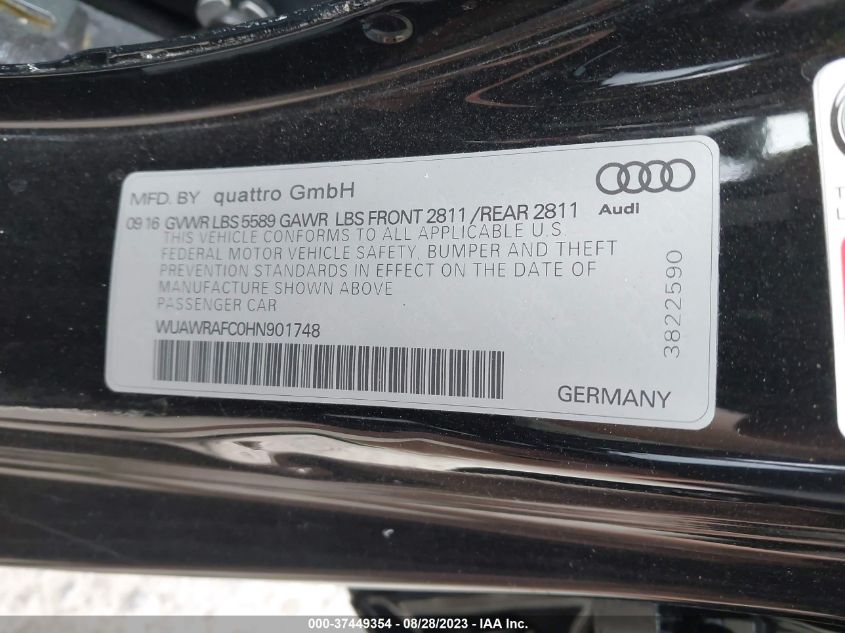 MFD. BY quattro GmbH
Audi
09 16 GVWR LBS 5589 GAWR LBS FRONT 2811 /REAR 2811
THIS VEHICLE CONFORMS TO ALL APPLICABLE U.S.
FEDERAL MOTOR VEHICLE SAFETY, BUMPER AND THEFT
PREVENTION STANDARDS IN EFFECT ON THE DATE OF
MANUFACTURE SHOWN ABOVE
PASSENGER CAR
WUAWRAFC0HN901748
3822590
GERMANY
000-37449354 - 08/28/2023 - IAAI.COM